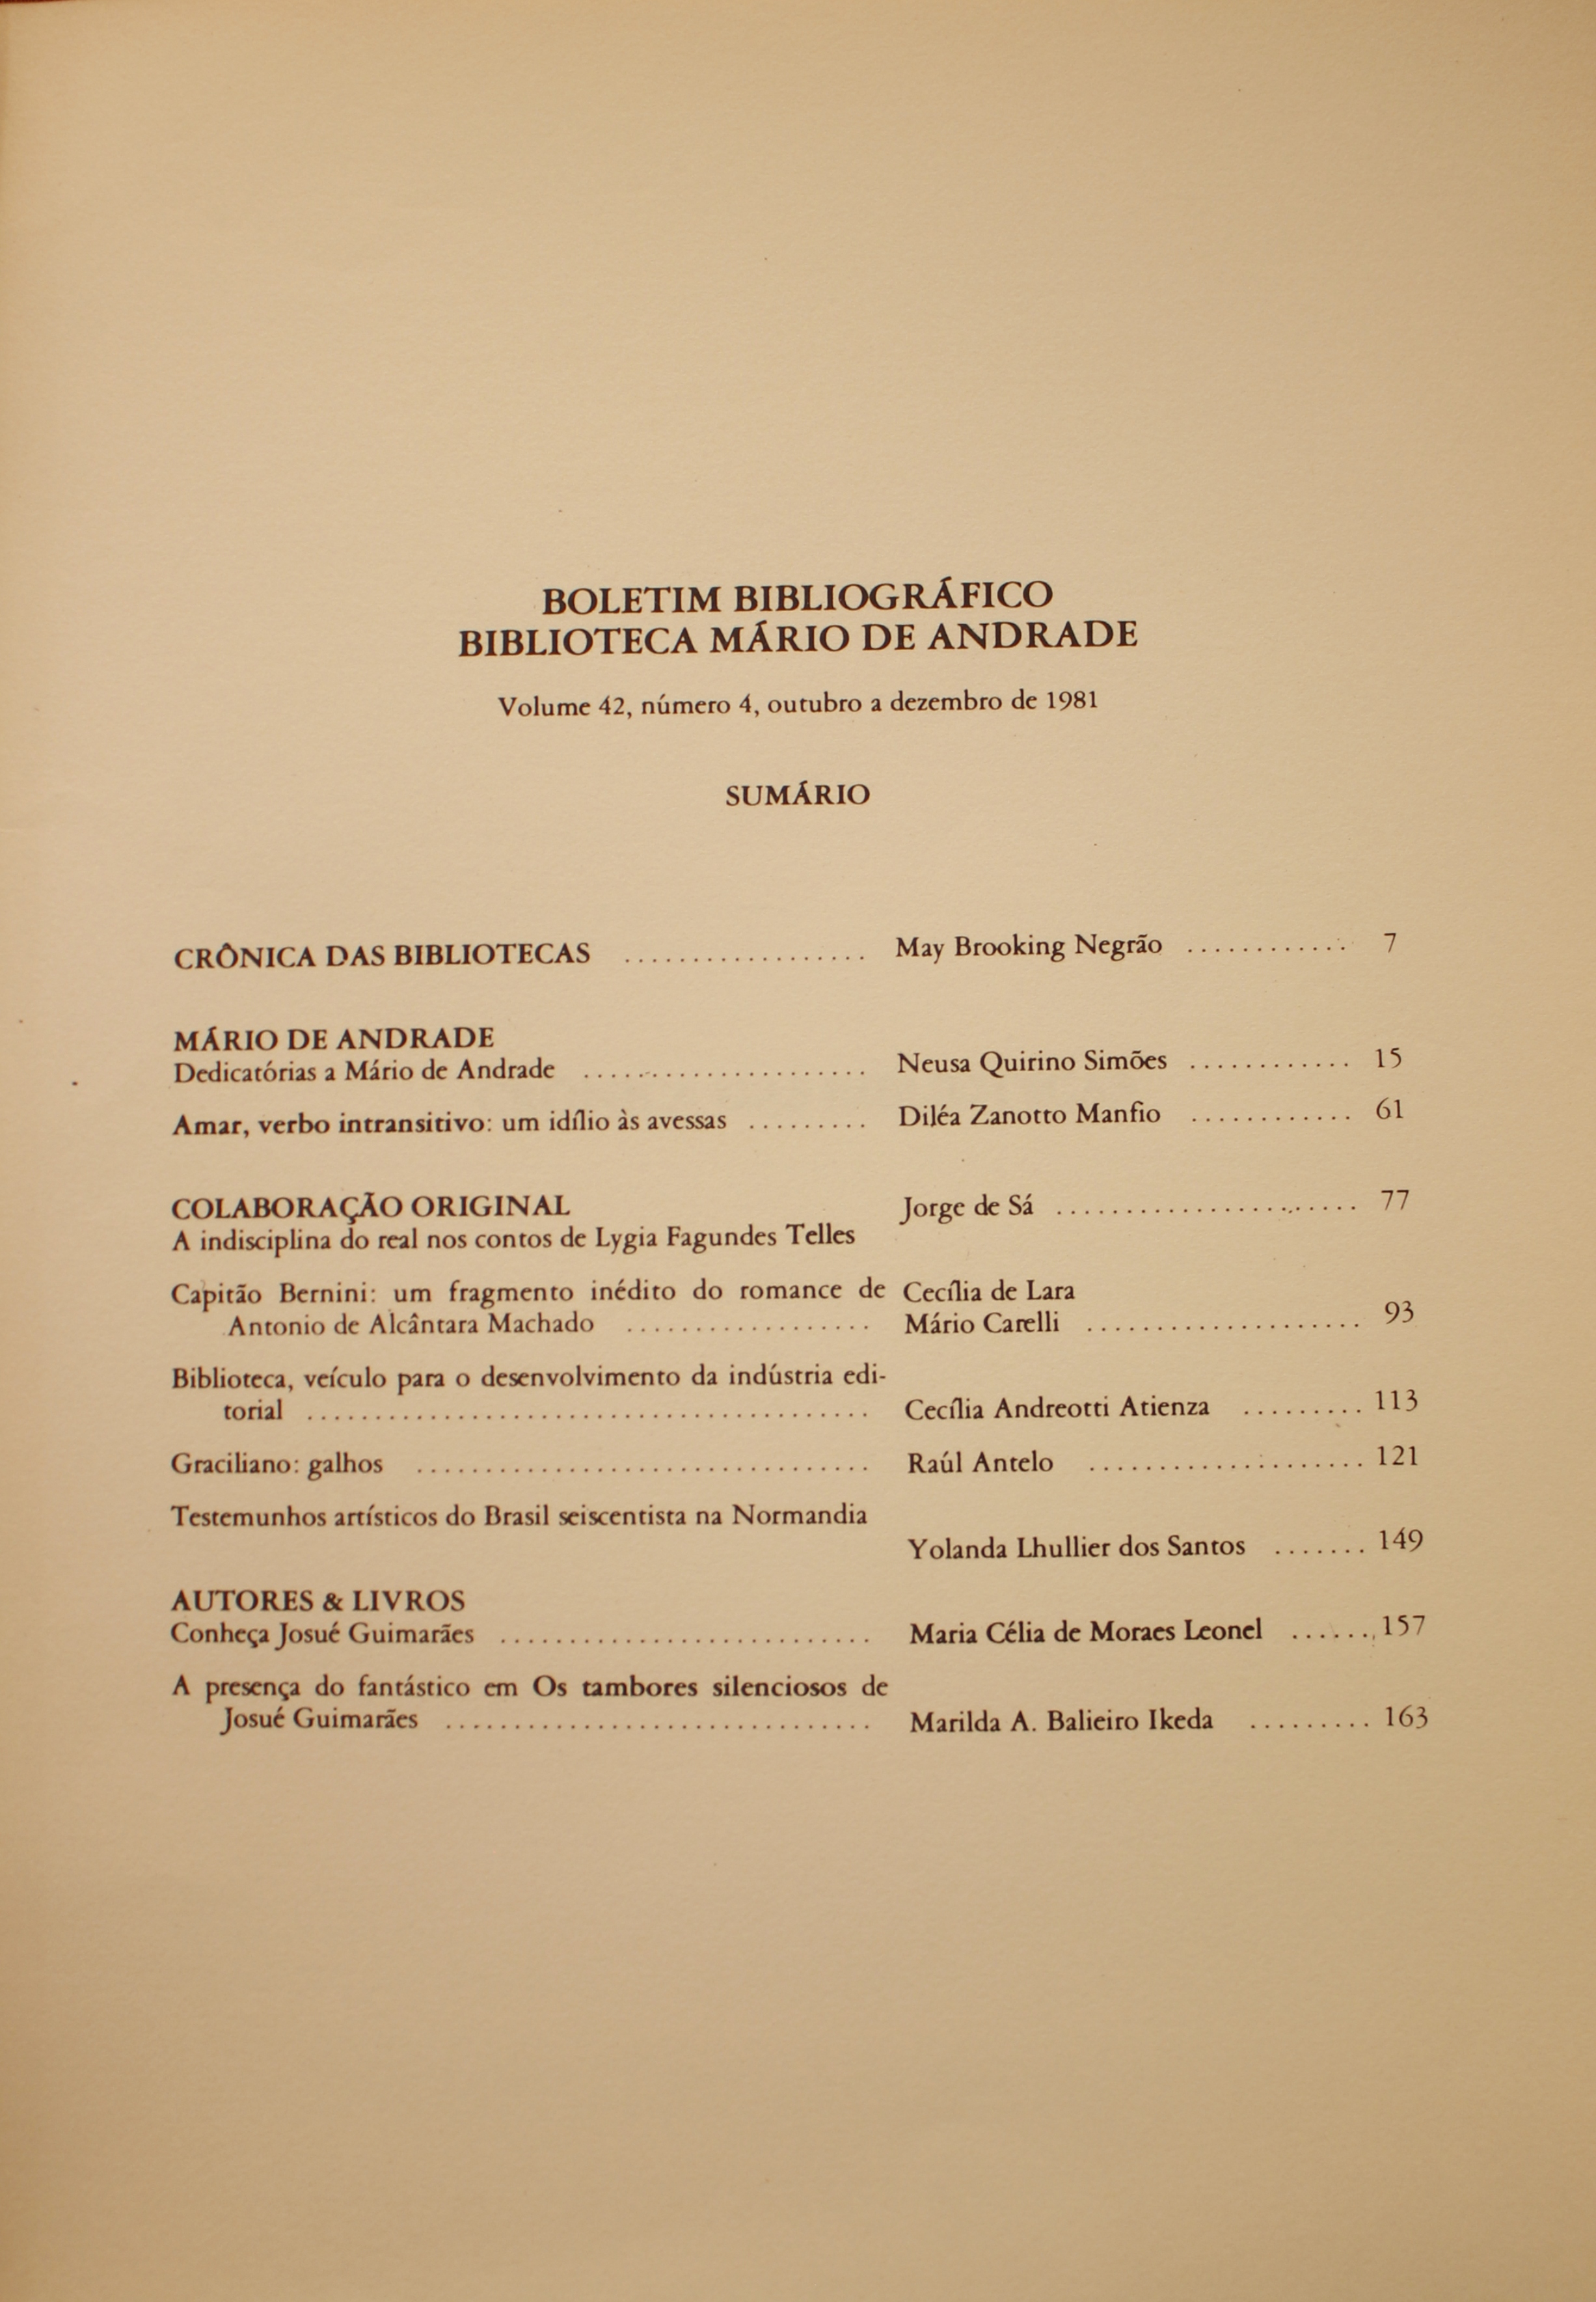 BOLETIM BIBLIOGRÁFICO
BIBLIOTECA MÁRIO DE ANDRADE
Volume 42, número 4, outubro a dezembro de 1981
SUMÁRIO
CRÔNICA DAS BIBLIOTECAS .................. May Brooking Negrão ............ 7
MÁRIO DE ANDRADE
Dedicatórias a Mário de Andrade ..................... Neusa Quirino Simões ............ 15
Amar, verbo intransitivo: um idílio às avessas ......... Diléa Zanotto Manfio ............ 61
COLABORAÇÃO ORIGINAL Jorge de Sá ...................... 77
A indisciplina do real nos contos de Lygia Fagundes Telles
Capitão Bernini: um fragmento inédito do romance de Cecília de Lara
Antonio de Alcântara Machado .................. Mário Carelli .................... 93
Biblioteca, veículo para o desenvolvimento da indústria edi-
torial .......................................... Cecília Andreotti Atienza ......... 113
Graciliano: galhos .................................. Raúl Antelo .................... 121
Testemunhos artísticos do Brasil seiscentista na Normandia
Yolanda Lhullier dos Santos ....... 149
AUTORES & LIVROS
Conheça Josué Guimarães ............................ Maria Célia de Moraes Leonel ...... 157
A presença do fantástico em Os tambores silenciosos de
Josué Guimarães ................................ Marilda A. Balieiro Ikeda ......... 163